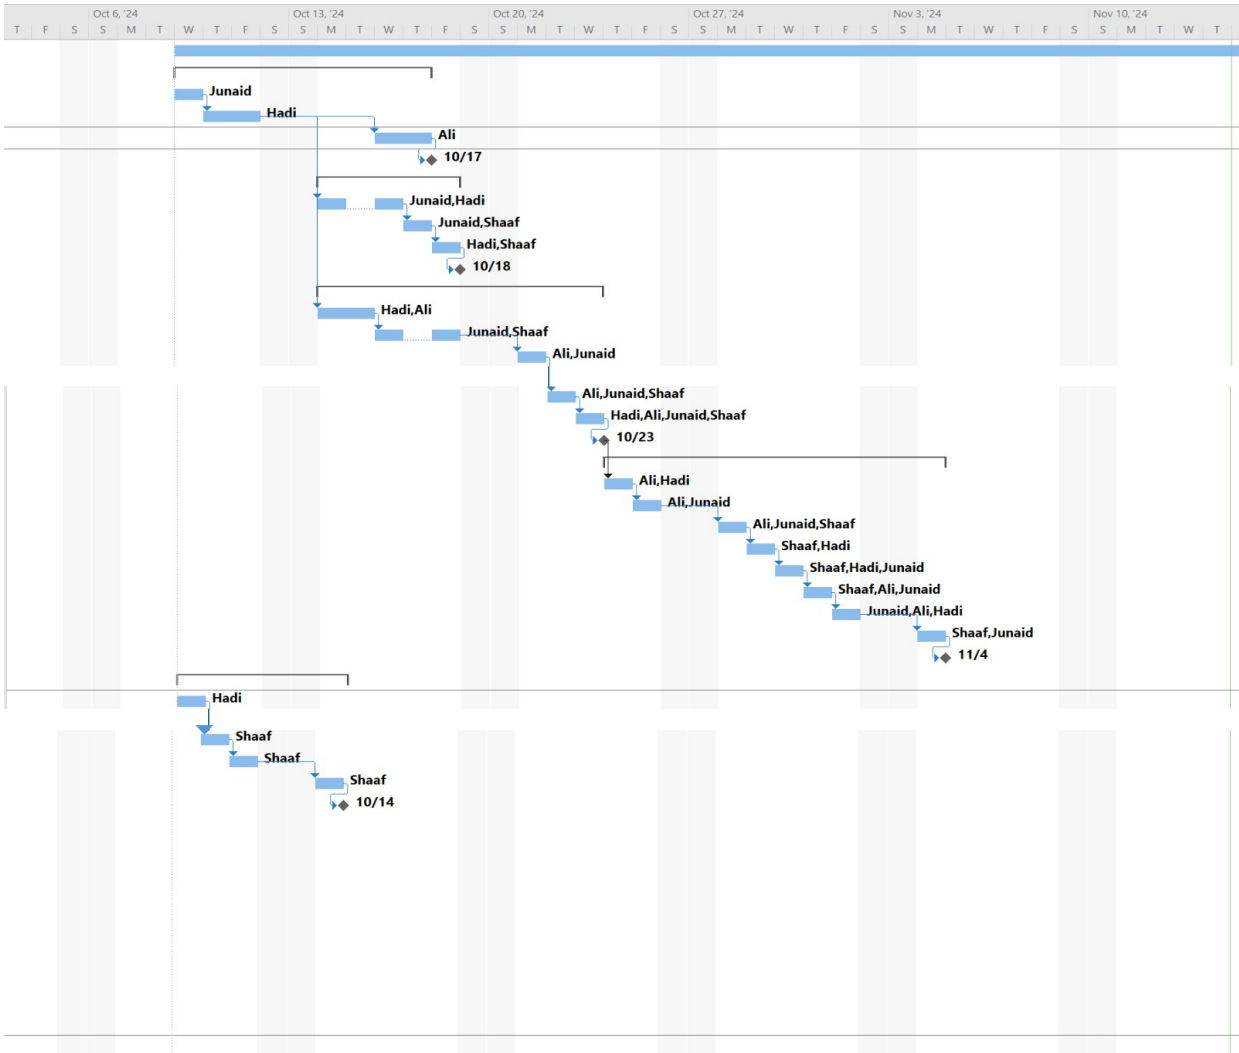 Oct 6, '24 Oct 13, '24 Oct 20, '24 Oct 27, '24 Nov 3, '24 Nov 10, '24
T F S S M T W T F S S M T W T F S S M T W T F S S M T W T F S S M T W T F S S M T W T
Junaid
Hadi
Ali
10/17
Junaid,Hadi
Junaid,Shaaf
Hadi,Shaaf
10/18
Hadi,Ali
Junaid,Shaaf
Ali,Junaid
Ali,Junaid,Shaaf
Hadi,Ali,Junaid,Shaaf
10/23
Ali,Hadi
Ali,Junaid
Ali,Junaid,Shaaf
Shaaf,Hadi
Shaaf,Hadi,Junaid
Shaaf,Ali,Junaid
Junaid,Ali,Hadi
Shaaf,Junaid
11/4
Hadi
Shaaf
Shaaf
Shaaf
10/14